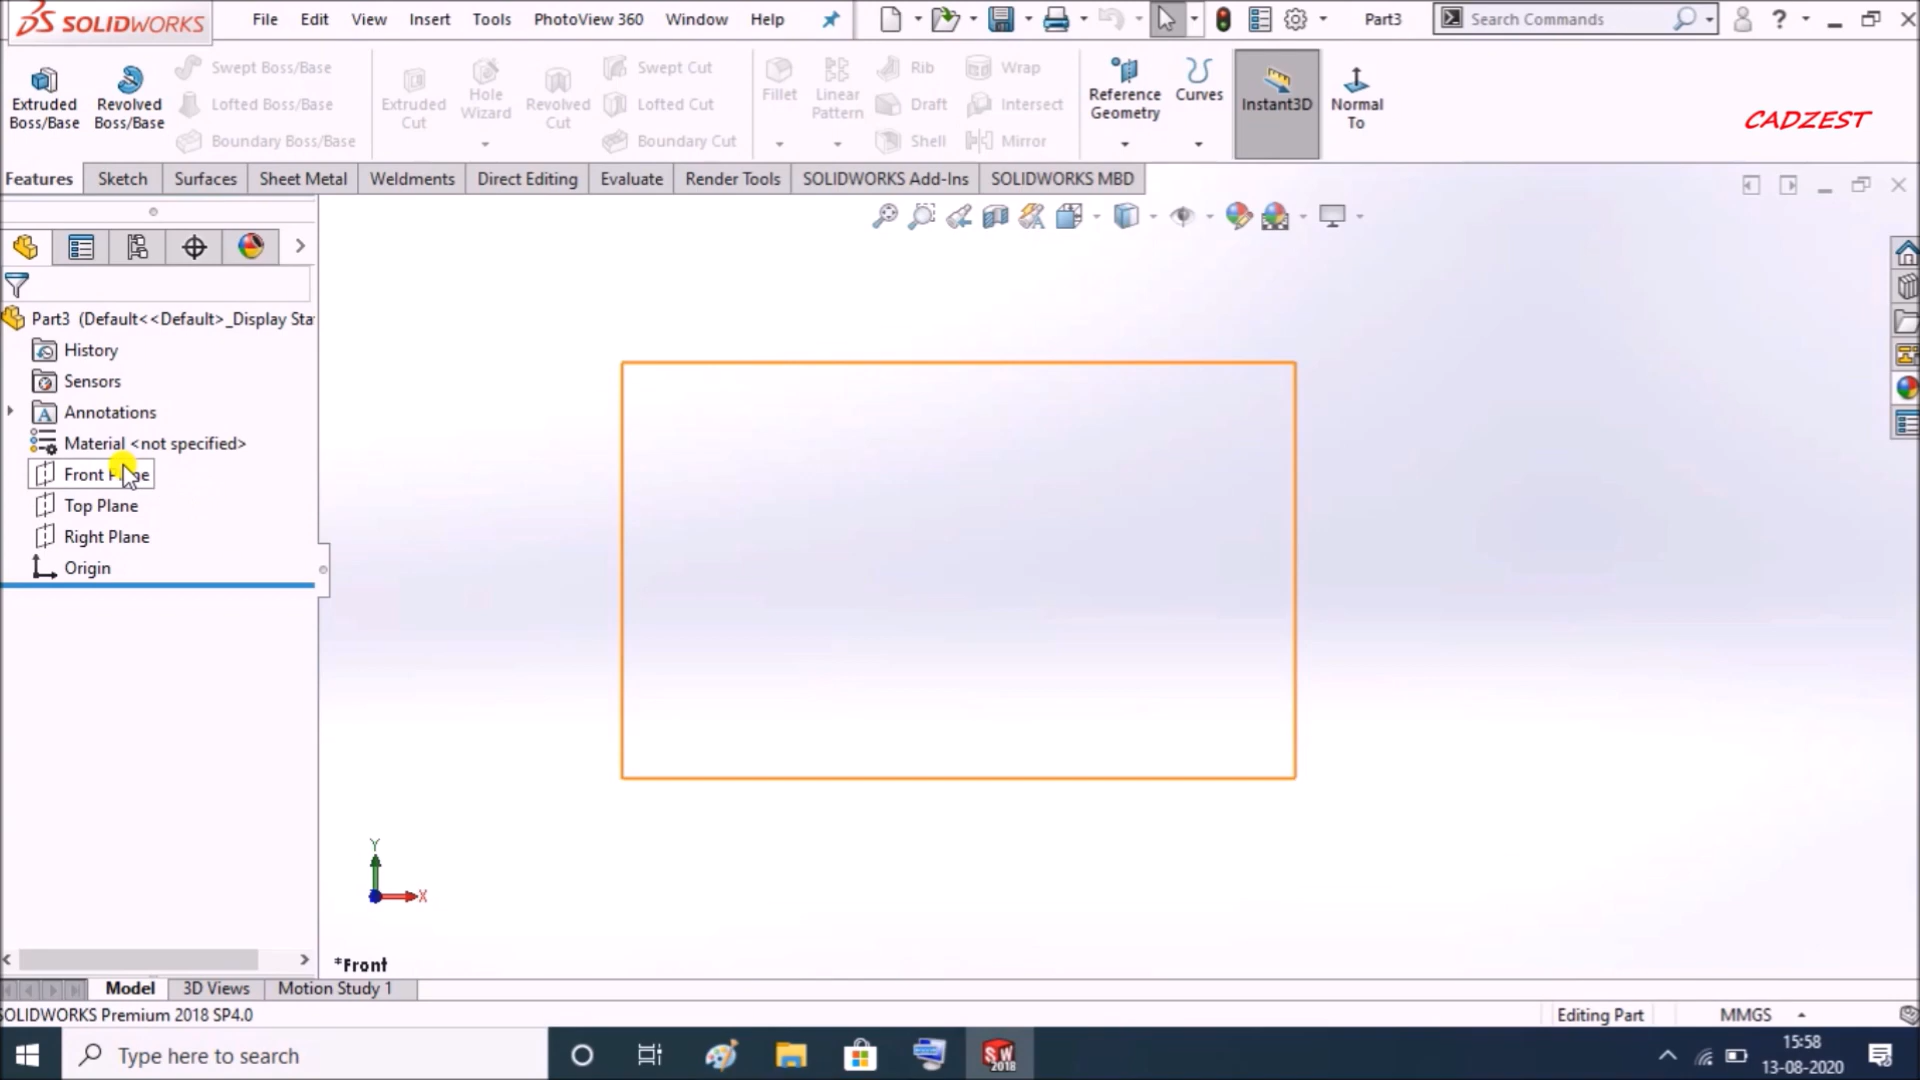 SOLIDWORKS
File Edit View Insert Tools PhotoView 360 Window Help
Part3
Search Commands
Extruded Boss/Base
Revolved Boss/Base
Swept Boss/Base
Lofted Boss/Base
Boundary Boss/Base
Extruded Cut
Hole Wizard
Revolved Cut
Swept Cut
Lofted Cut
Boundary Cut
Fillet
Linear Pattern
Rib
Draft
Shell
Wrap
Intersect
Mirror
Reference Geometry
Curves
Instant3D
Normal To
CADZEST
Features Sketch Surfaces Sheet Metal Weldments Direct Editing Evaluate Render Tools SOLIDWORKS Add-Ins SOLIDWORKS MBD
Part3 (Default<<Default>_Display Sta
History
Sensors
Annotations
Material <not specified>
Front
Top Plane
Right Plane
Origin
Y
X
*Front
Model 3D Views Motion Study 1
SOLIDWORKS Premium 2018 SP4.0
Editing Part
MMGS
Type here to search
SW 2018
15:58
13-08-2020